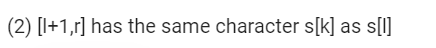 (2) [l+1,r] has the same character s[k] as s[l]